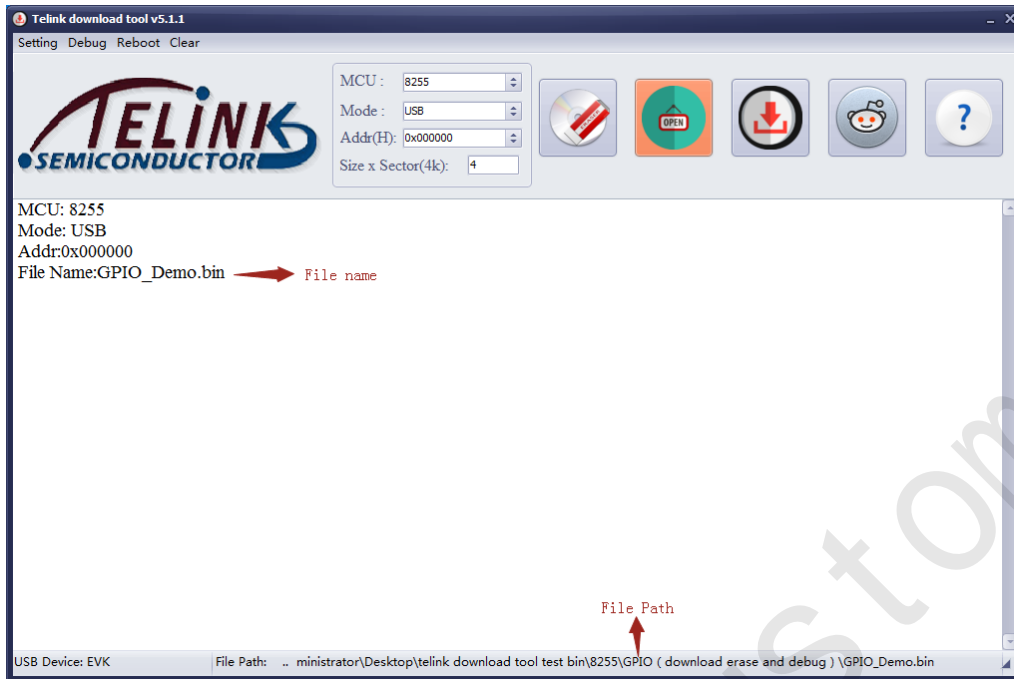 Telink download tool v5.1.1
Setting Debug Reboot Clear
TELINK
SEMICONDUCTOR
MCU : 8255
Mode : USB
Addr(H): 0x000000
Size x Sector(4k): 4
ERASER
OPEN
?
MCU: 8255
Mode: USB
Addr:0x000000
File Name:GPIO_Demo.bin File name
File Path
USB Device: EVK File Path: .. ministrator\Desktop\telink download tool test bin\8255\GPIO ( download erase and debug ) \GPIO_Demo.bin
ustom